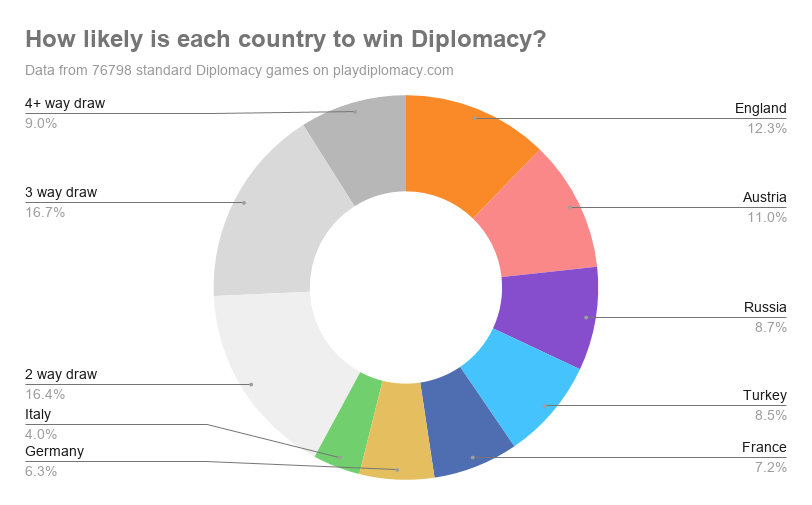 How likely is each country to win Diplomacy?
Data from 76798 standard Diplomacy games on playdiplomacy.com
4+ way draw
9.0%
3 way draw
16.7%
2 way draw
16.4%
Italy
4.0%
Germany
6.3%
England
12.3%
Austria
11.0%
Russia
8.7%
Turkey
8.5%
France
7.2%